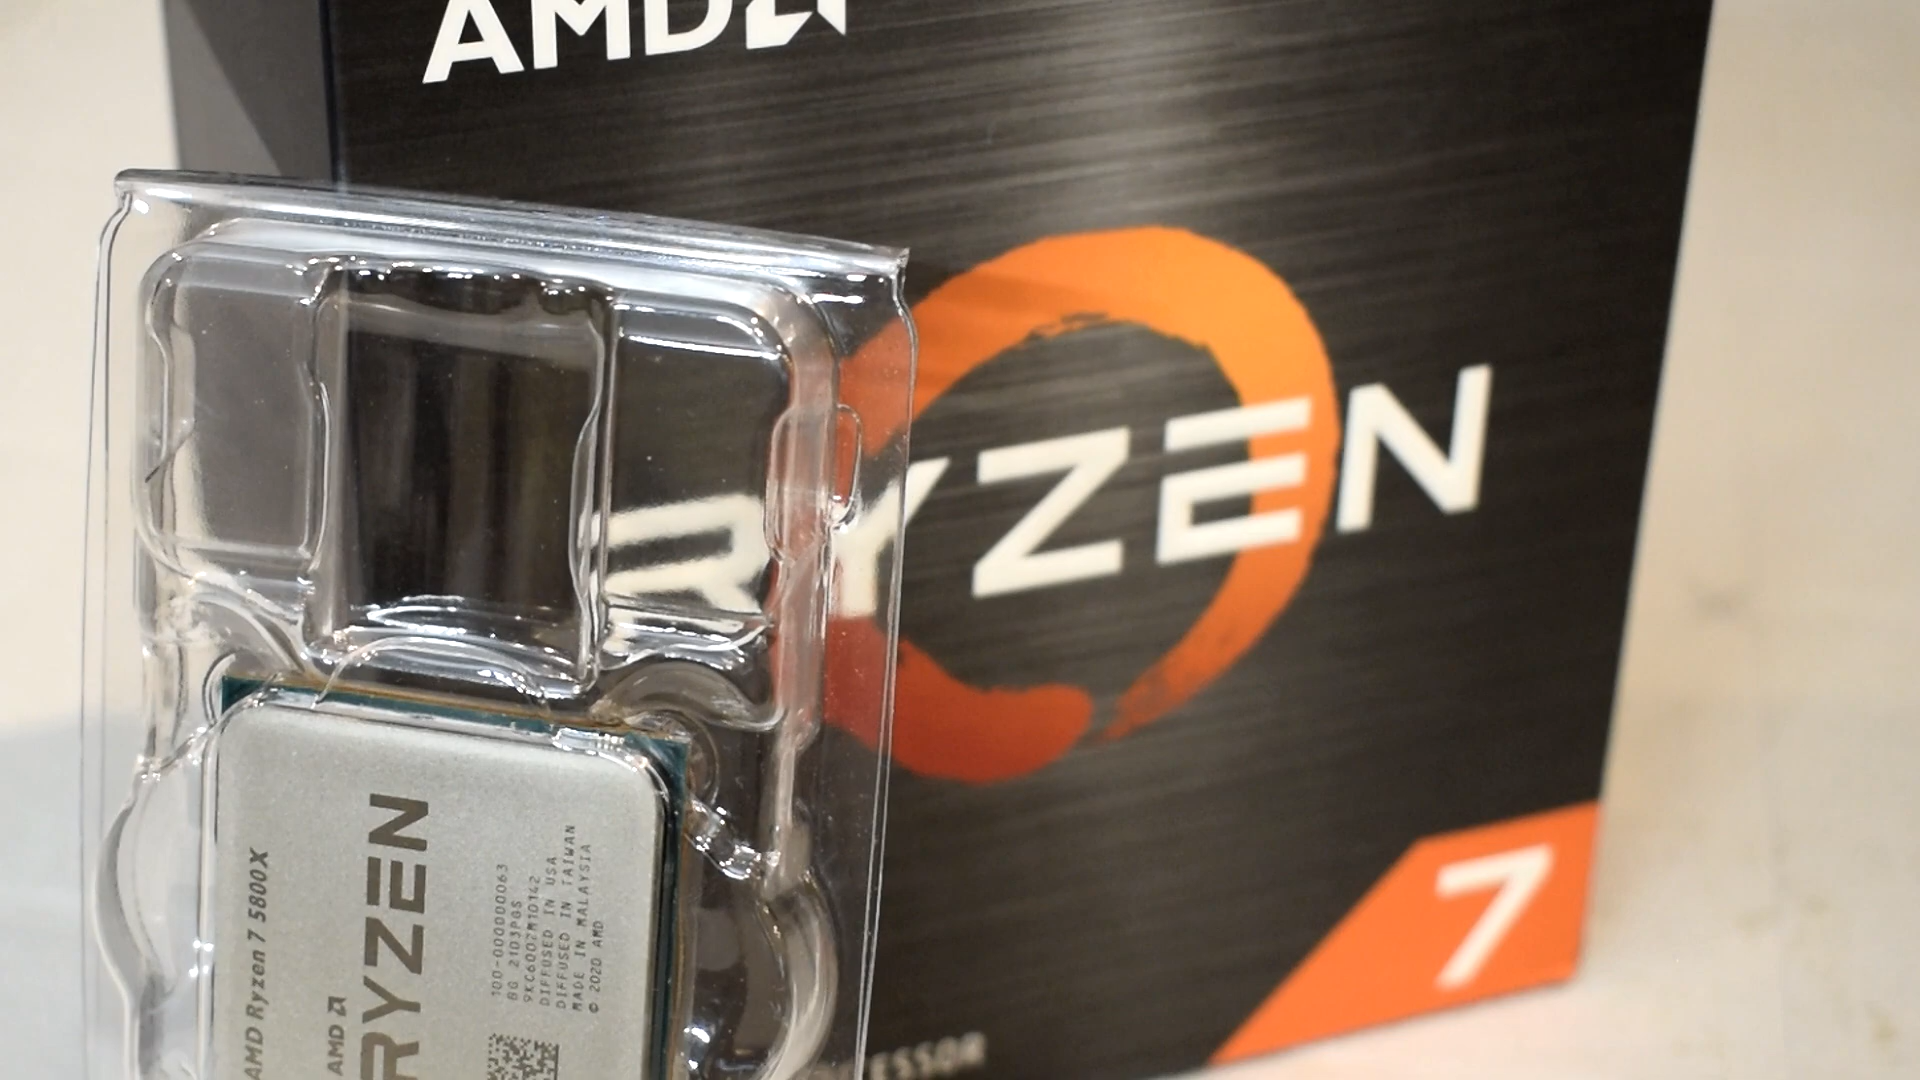 AMD
RYZEN
7
AMD Ryzen 7 5800X
AMD
RYZEN
100-000000063
BG 2103PGS
9KC6002M10142
DIFFUSED IN USA
DIFFUSED IN TAIWAN
MADE IN MALAYSIA
© 2020 AMD